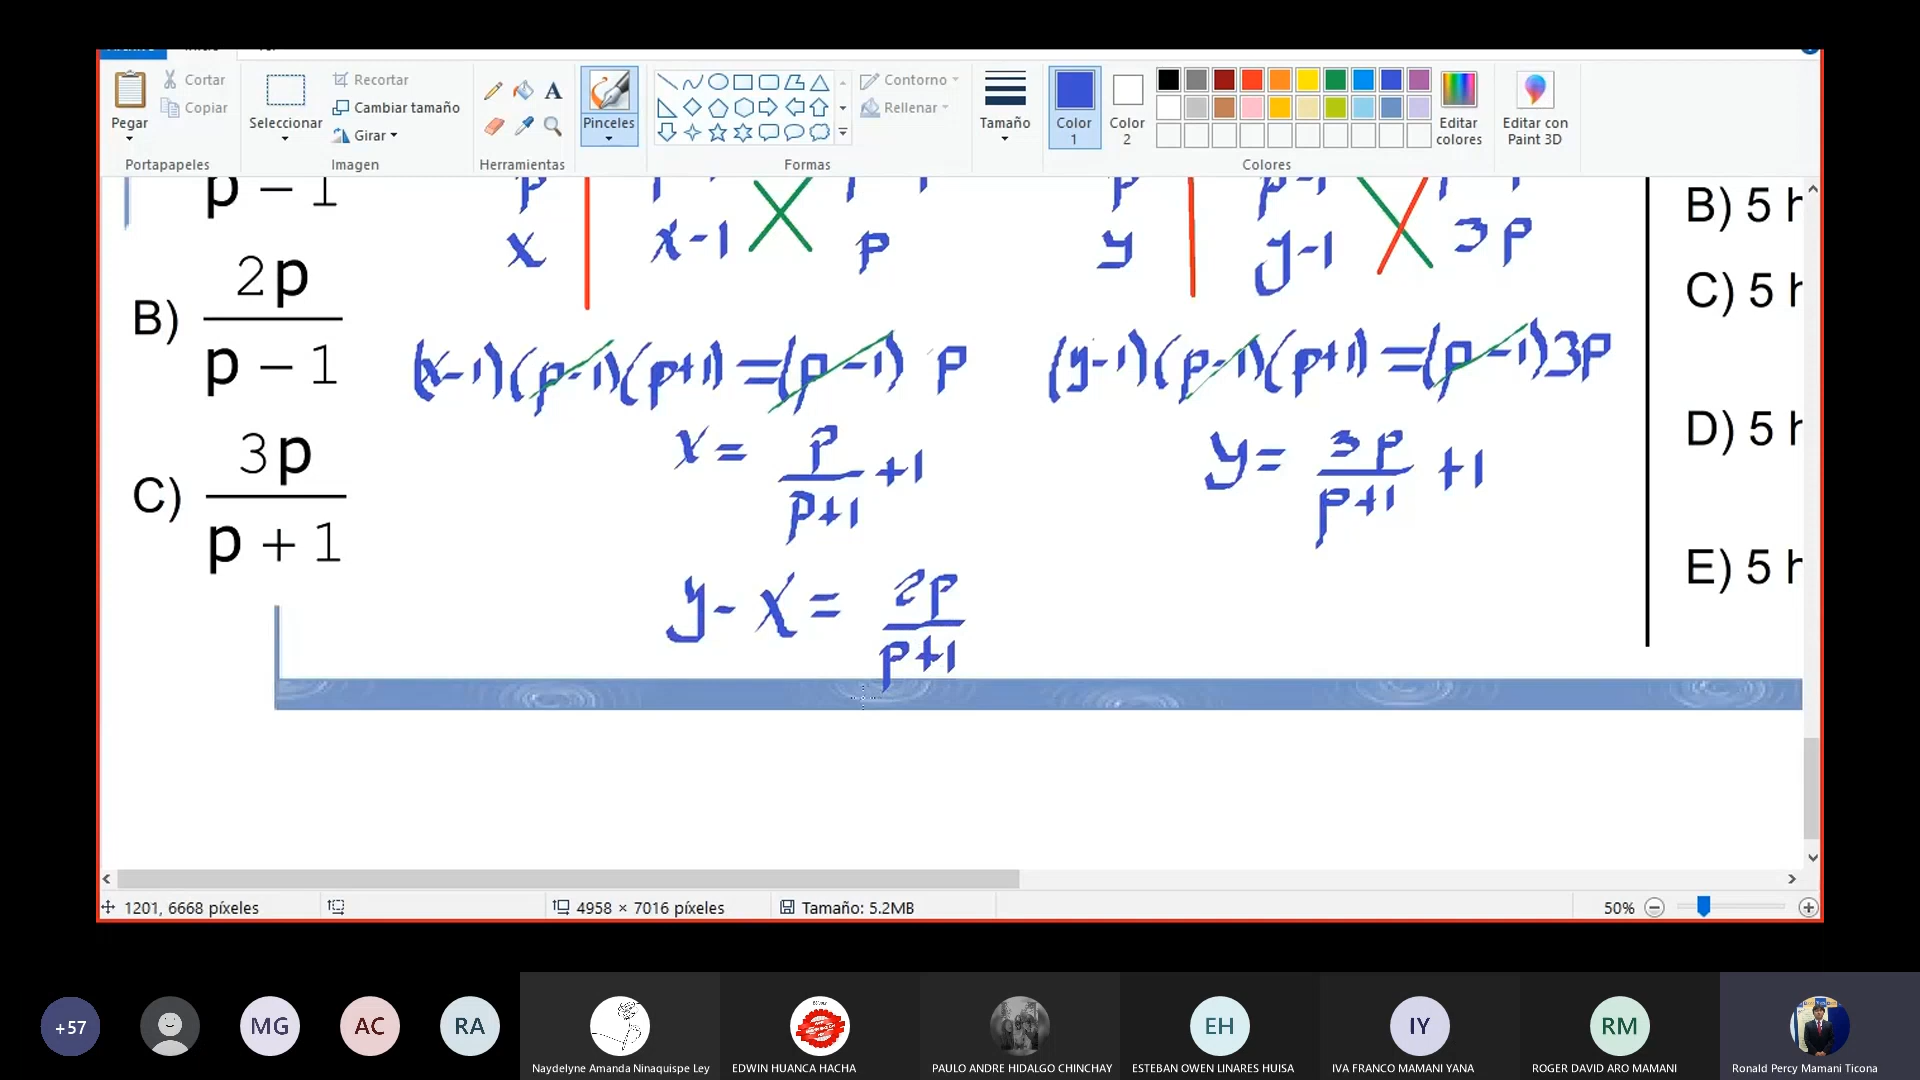 Cortar
Copiar
Pegar
Portapapeles
Seleccionar
Recortar
Cambiar tamaño
Girar
Imagen
A
Herramientas
Pinceles
Contorno
Rellenar
Formas
Tamaño
Color 1
Color 2
Editar colores
Editar con Paint 3D
Colores
p − 1
p
x
x-1
p
p
y
p-1
y-1
3p
B) 2p
p − 1
C) 3p
p + 1
(x-1)(p-1)(p+1)=(p-1) p
x= p/p+1 +1
(y-1)(p-1)(p+1)=(p-1)3p
y= 3p/p+1 +1
y- x= 2p/p+1
B) 5 h
C) 5 h
D) 5 h
E) 5 h
1201, 6668 píxeles
4958 × 7016 píxeles
Tamaño: 5.2MB
50%
+57
MG
AC
RA
Naydelyne Amanda Ninaquispe Ley
EDWIN HUANCA HACHA
PAULO ANDRE HIDALGO CHINCHAY
EH
ESTEBAN OWEN LINARES HUISA
IY
IVA FRANCO MAMANI YANA
RM
ROGER DAVID ARO MAMANI
Ronald Percy Mamani Ticona